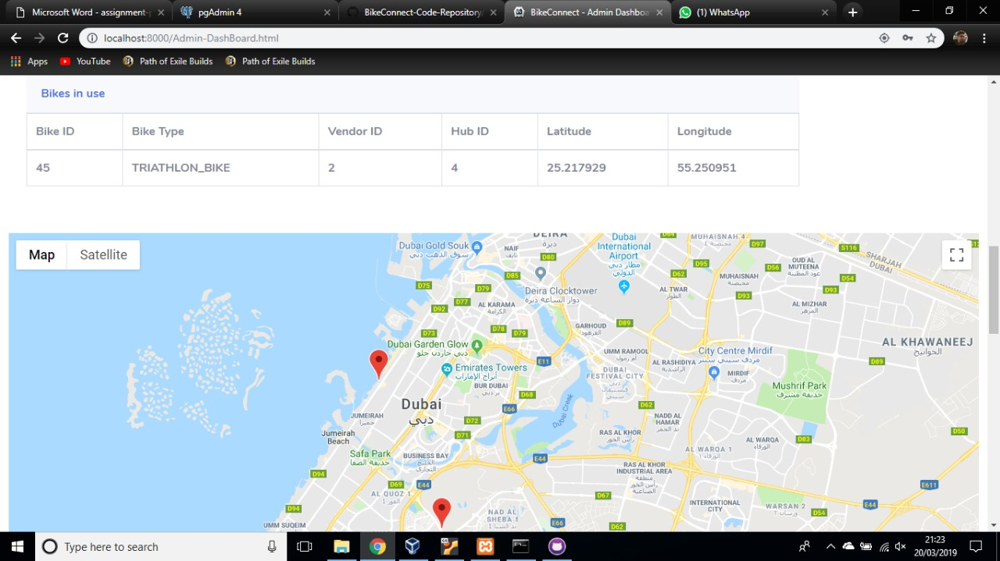 Microsoft Word - assignment-
pgAdmin 4
BikeConnect-Code-Repository
BikeConnect - Admin Dashboa
(1) WhatsApp
localhost:8000/Admin-DashBoard.html
Apps
YouTube
Path of Exile Builds
Path of Exile Builds
Bikes in use
Bike ID Bike Type Vendor ID Hub ID Latitude Longitude
45 TRIATHLON_BIKE 2 4 25.217929 55.250951
Map Satellite
DEIRA
ديرة
Dubai Gold Souk
سوق الذهب دبي
NAIF
نايف
D80
Dubai
International
Airport
مطار دبي
الدولي
D64
MUHAISNAH 4
محيصنة 4
D97
S116
SHARJAH
DUBAI
D95
D56
OUD AL
MUTEENA
عود المطينة
D85
D62
MUHAISNAH
محيصنة
D54
D75
D79
Deira Clocktower
دوار الساعة ديرة
AL TWAR
الطوار
D93
D93
D77
AL KARAMA
الكرامة
AL MIZHAR
المزهر
D92
D73
D78
D79
GARHOUD
القرهود
D89
Dubai Garden Glow
دبي جاردن جلو
AL KHAWANEEJ
الخوانيج
E11
UMM RAMOOL
أم رمول
City Centre Mirdif
مردف سيتي سنتر
D89
Emirates Towers
أبراج الإمارات
AL RASHIDIYA
الراشدية
DUBAI
FESTIVAL CITY
دبي
فستيفال
سيتي
MIRDIF
مردف
BUR DUBAI
بر دبي
Mushrif Park
حديقة مشرف
D68
Dubai
دبي
E66
D62
Dubai Creek
JUMEIRAH
جميرا
D72
NADD AL
HAMAR
ند الحمر
Jumeirah
Beach
D71
RAS AL KHOR
رأس الخور
D50
AL WARQA
الورقاء
D83
Safa Park
حديقة الصفا
BUSINESS BAY
الخليج
التجاري
E44
AL WARQA 1
الورقاء 1
D94
RAS AL KHOR
INDUSTRIAL AREA
منطقة
رأس الخور
الصناعية
D69
E44
E611
AL QUOZ 1
القوز 1
D67
INTERNATIONAL
CITY
E44
WARSAN 2
ورسان 2
D94
NAD AL
SHEBA 1
ند الشبا 1
D54
UMM SUQEIM
E66
D62
Type here to search
21:23
20/03/2019